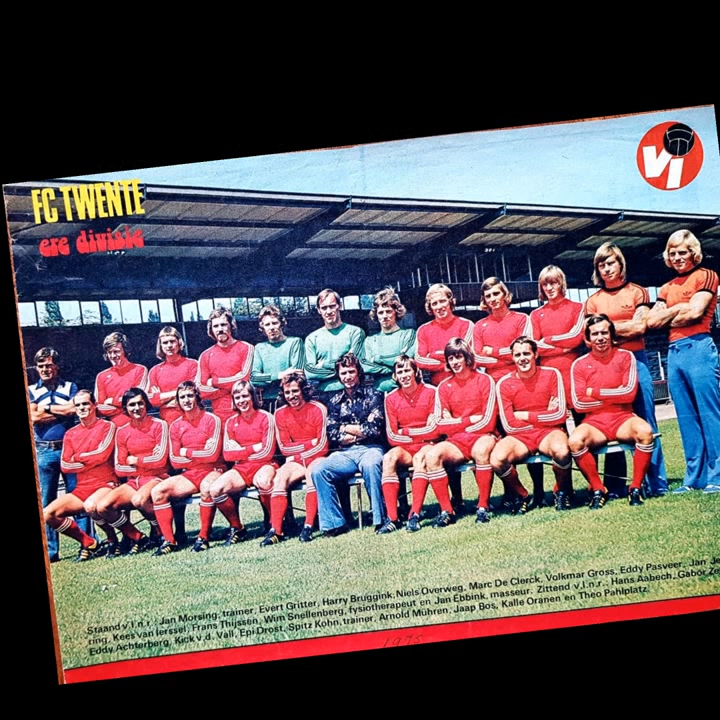 FC TWENTE
ere divisie
VI
Staand v.l.n.r.: Jan Morsing, trainer, Evert Gritter, Harry Bruggink, Niels Overweg, Marc De Clerck, Volkmar Gross, Eddy Pasveer, Jan
ring, Kees van Ierssel, Frans Thijssen, Wim Snellenberg, fysiotherapeut en Jan Ebbink, masseur. Zittend v.l.n.r.: Hans Aabech, Gabor
Eddy Achterberg, Kick v.d. Vall, Epi Drost, Spitz Kohn, trainer, Arnold Mühren, Jaap Bos, Kalle Oranen en Theo Pahlplatz
1975